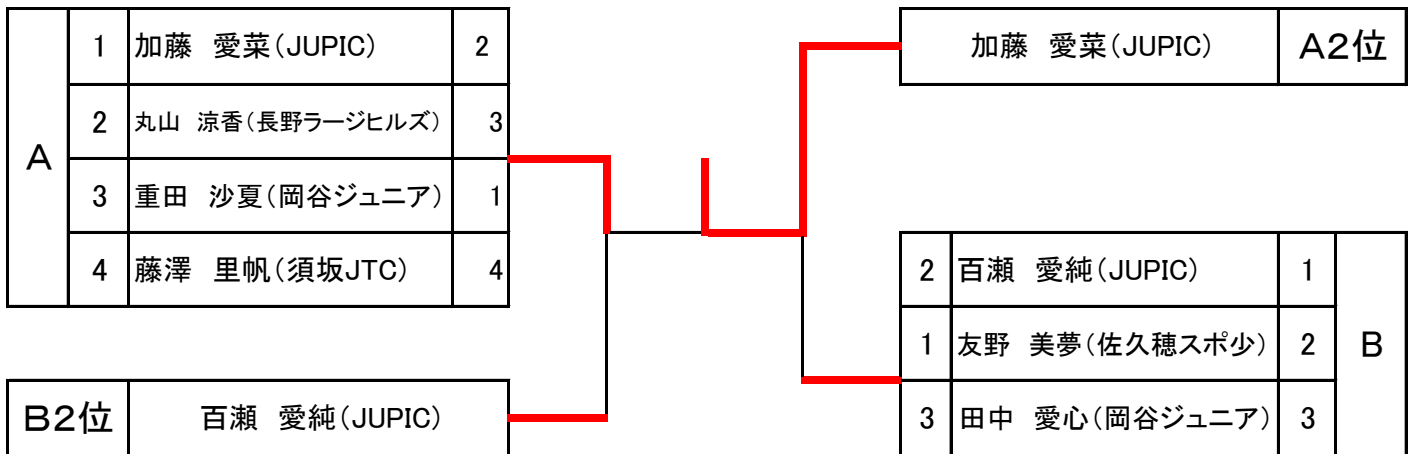 1 加藤 愛菜(JUPIC) 2
加藤 愛菜(JUPIC) A2位
2 丸山 涼香(長野ラージヒルズ) 3
A
3 重田 沙夏(岡谷ジュニア) 1
4 藤澤 里帆(須坂JTC) 4
2 百瀬 愛純(JUPIC) 1
1 友野 美夢(佐久穂スポ少) 2
B
B2位 百瀬 愛純(JUPIC)
3 田中 愛心(岡谷ジュニア) 3